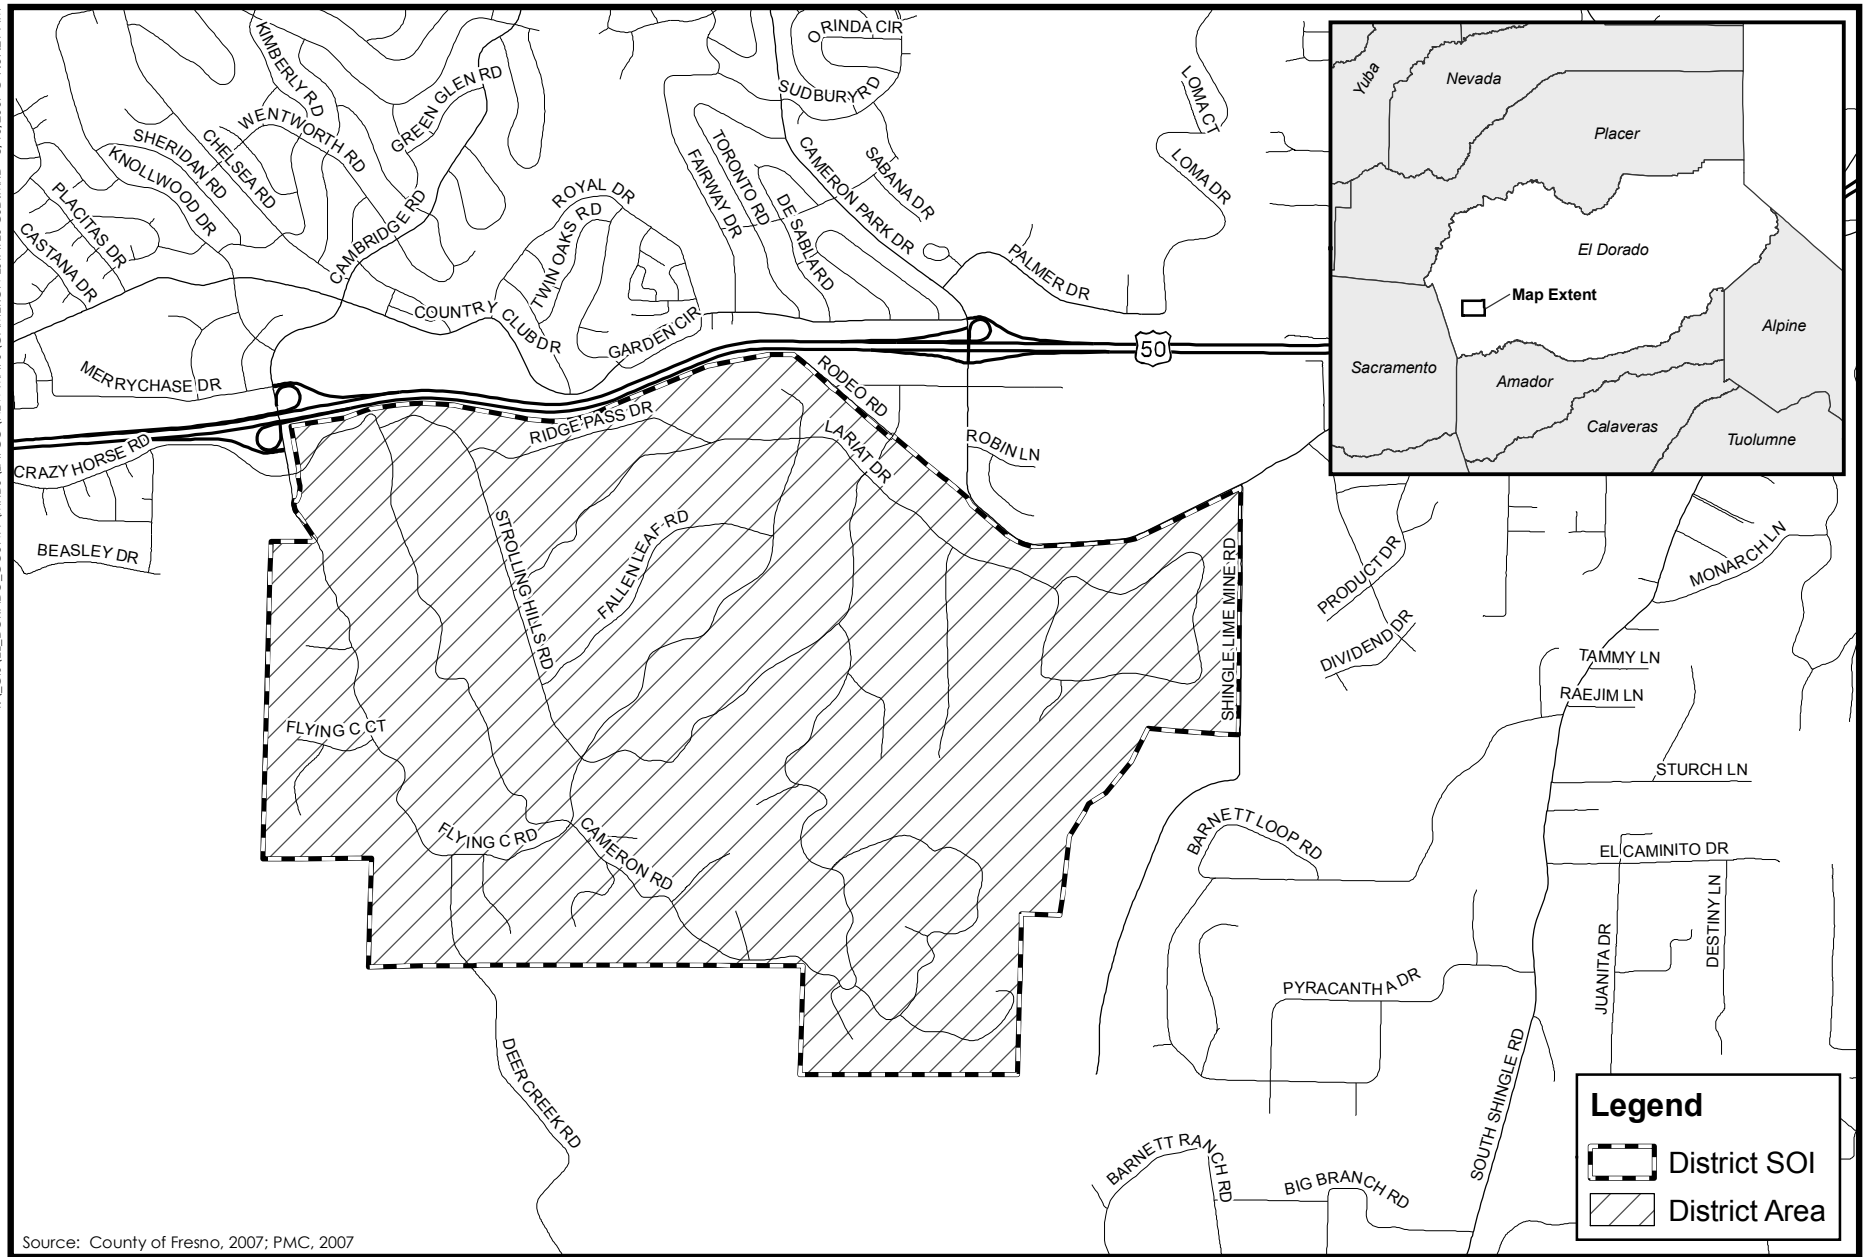 ORINDA CIR
KIMBERLY RD
GREEN GLEN RD
SUDBURY RD
LOMA CT
WENTWORTH RD
SHERIDAN RD
CHELSEA RD
KNOLLWOOD DR
TORONTO RD
FAIRWAY DR
CAMERON PARK DR
SABANA DR
LOMA DR
PLACITAS DR
CASTANA DR
CAMBRIDGE RD
ROYAL DR
TWIN OAKS RD
DE SABLA RD
PALMER DR
COUNTRY CLUB DR
GARDEN CIR
50
MERRYCHASE DR
RODEO RD
RIDGE PASS DR
LARIAT DR
ROBIN LN
CRAZY HORSE RD
BEASLEY DR
STROLLING HILLS RD
FALLEN LEAF RD
SHINGLE LIME MINE RD
PRODUCT DR
MONARCH LN
DIVIDEND DR
TAMMY LN
RAEJIM LN
FLYING C CT
STURCH LN
FLYING C RD
CAMERON RD
BARNETT LOOP RD
EL CAMINITO DR
DESTINY LN
JUANITA DR
PYRACANTHA DR
DEER CREEK RD
SOUTH SHINGLE RD
BARNETT RANCH RD
BIG BRANCH RD
Yuba
Nevada
Placer
El Dorado
Map Extent
Alpine
Sacramento
Amador
Calaveras
Tuolumne
Legend
District SOI
District Area
Source: County of Fresno, 2007; PMC, 2007